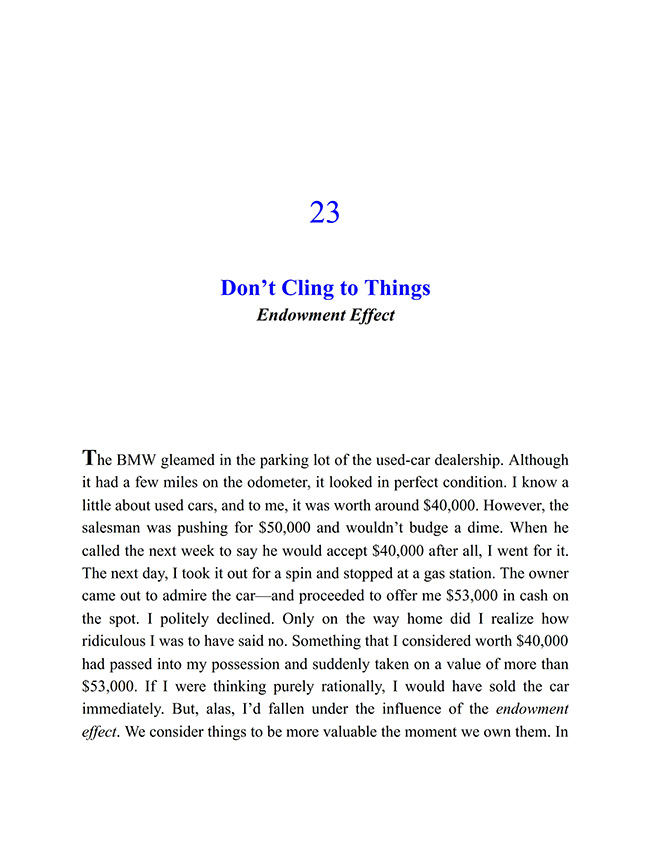 23
Don’t Cling to Things
Endowment Effect
The BMW gleamed in the parking lot of the used-car dealership. Although
it had a few miles on the odometer, it looked in perfect condition. I know a
little about used cars, and to me, it was worth around $40,000. However, the
salesman was pushing for $50,000 and wouldn’t budge a dime. When he
called the next week to say he would accept $40,000 after all, I went for it.
The next day, I took it out for a spin and stopped at a gas station. The owner
came out to admire the car—and proceeded to offer me $53,000 in cash on
the spot. I politely declined. Only on the way home did I realize how
ridiculous I was to have said no. Something that I considered worth $40,000
had passed into my possession and suddenly taken on a value of more than
$53,000. If I were thinking purely rationally, I would have sold the car
immediately. But, alas, I’d fallen under the influence of the endowment
effect. We consider things to be more valuable the moment we own them. In